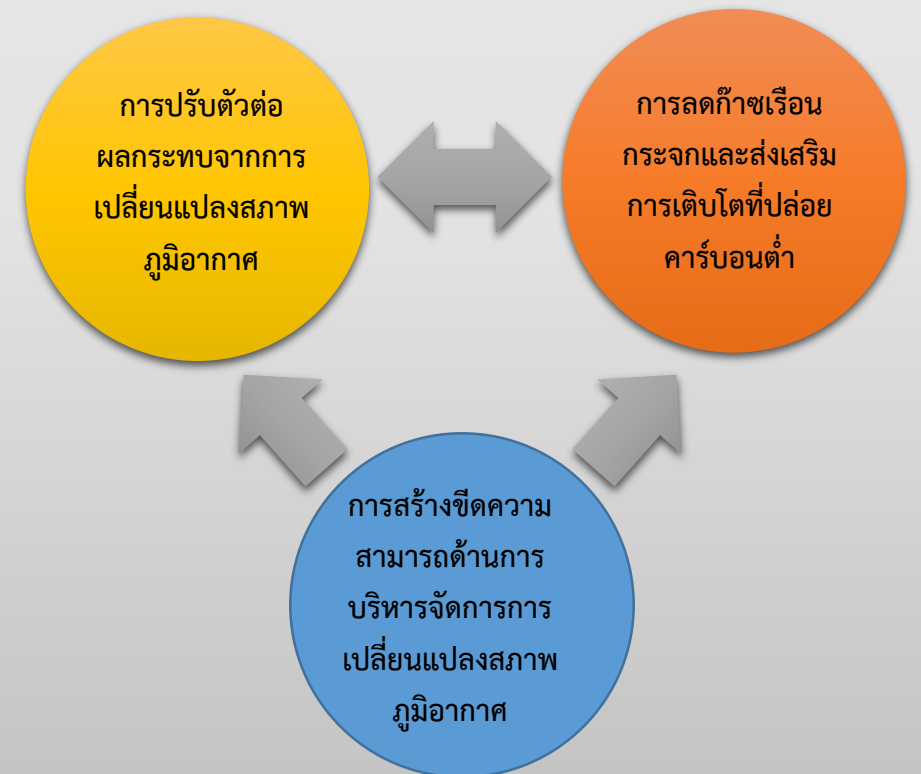 การปรับตัวต่อ
ผลกระทบจากการ
เปลี่ยนแปลงสภาพ
ภูมิอากาศ
การลดก๊าซเรือน
กระจกและส่งเสริม
การเติบโตที่ปล่อย
คาร์บอนต่ำ
การสร้างขีดความ
สามารถด้านการ
บริหารจัดการการ
เปลี่ยนแปลงสภาพ
ภูมิอากาศ